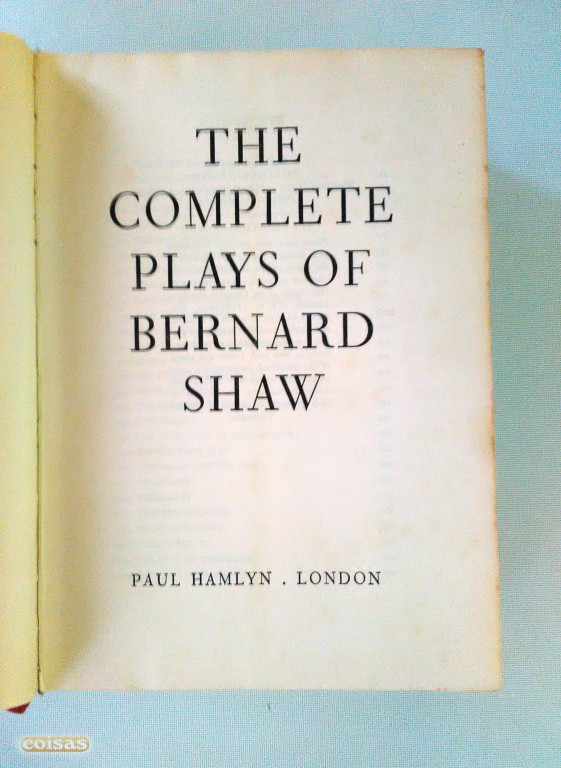 THE
COMPLETE
PLAYS OF
BERNARD
SHAW
PAUL HAMLYN . LONDON
coisas